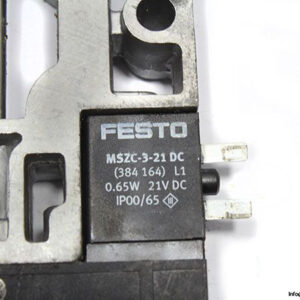 FESTO
MSZC-3-21 DC
(384 164) L1
0.65W 21V DC
IP00/65